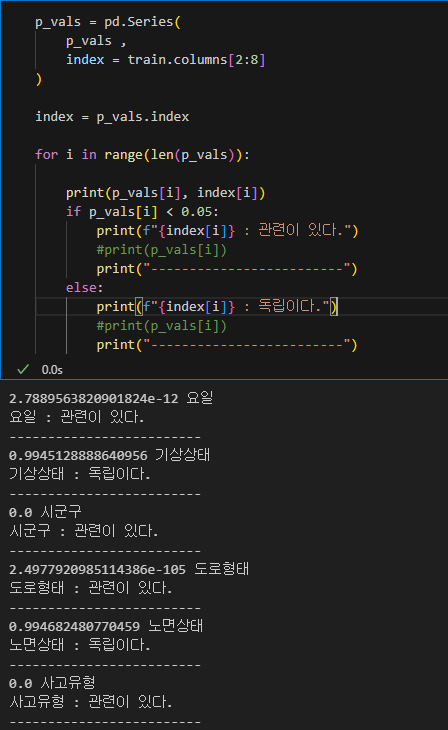 p_vals = pd.Series(
    p_vals ,
    index = train.columns[2:8]
)
index = p_vals.index
for i in range(len(p_vals)):
    print(p_vals[i], index[i])
    if p_vals[i] < 0.05:
        print(f"{index[i]} : 관련이 있다.")
        #print(p_vals[i])
        print("-------------------------")
    else:
        print(f"{index[i]} : 독립이다.")
        #print(p_vals[i])
        print("-------------------------")
0.0s
2.7889563820901824e-12 요일
요일 : 관련이 있다.
-------------------------
0.9945128888640956 기상상태
기상상태 : 독립이다.
-------------------------
0.0 시군구
시군구 : 관련이 있다.
-------------------------
2.4977920985114386e-105 도로형태
도로형태 : 관련이 있다.
-------------------------
0.994682480770459 노면상태
노면상태 : 독립이다.
-------------------------
0.0 사고유형
사고유형 : 관련이 있다.
-------------------------